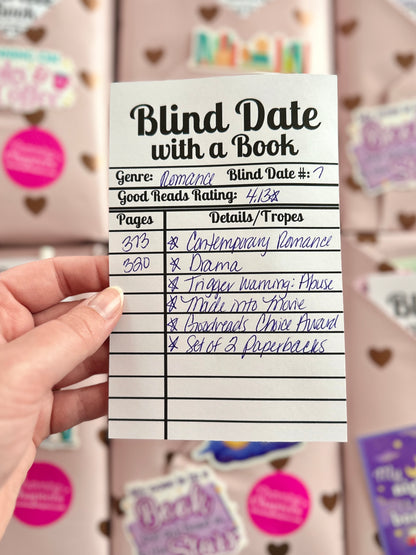 Blind Date
with a Book
Genre: Romance Blind Date #: 7
Good Reads Rating: 4.13☆
Pages Details/Tropes
373 ☆ Contemporary Romance
320 ☆ Drama
☆ Trigger Warning: Abuse
☆ Made into Movie
☆ Goodreads Choice Award
☆ Set of 2 Paperbacks